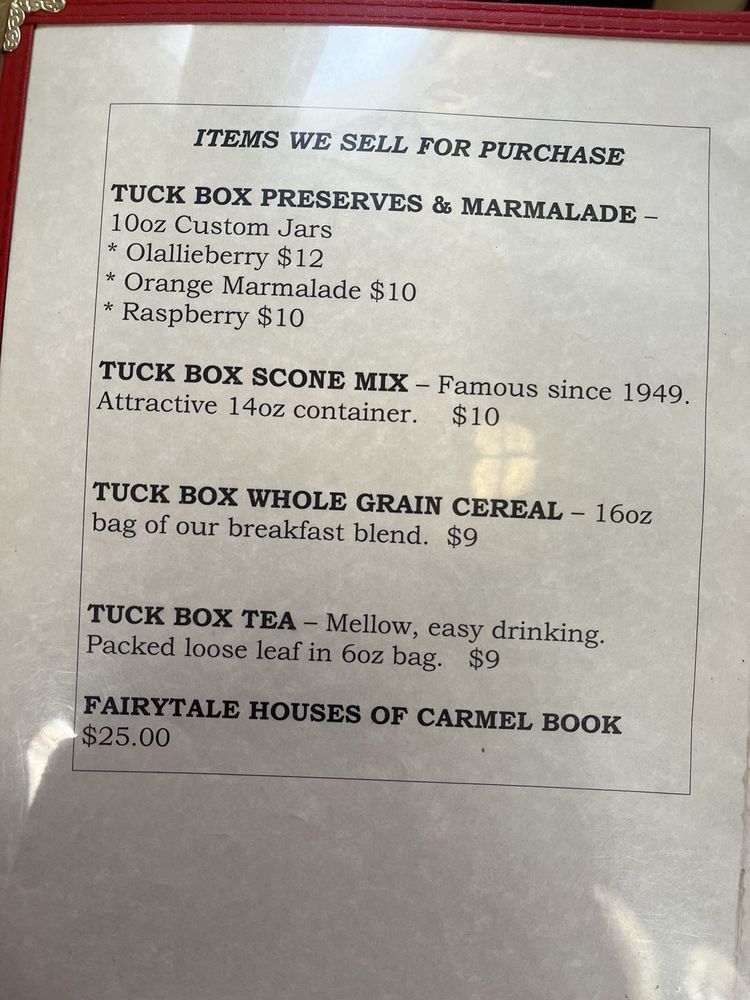 ITEMS WE SELL FOR PURCHASE
TUCK BOX PRESERVES & MARMALADE –
10oz Custom Jars
* Olallieberry $12
* Orange Marmalade $10
* Raspberry $10
TUCK BOX SCONE MIX – Famous since 1949.
Attractive 14oz container. $10
TUCK BOX WHOLE GRAIN CEREAL – 16oz
bag of our breakfast blend. $9
TUCK BOX TEA – Mellow, easy drinking.
Packed loose leaf in 6oz bag. $9
FAIRYTALE HOUSES OF CARMEL BOOK
$25.00